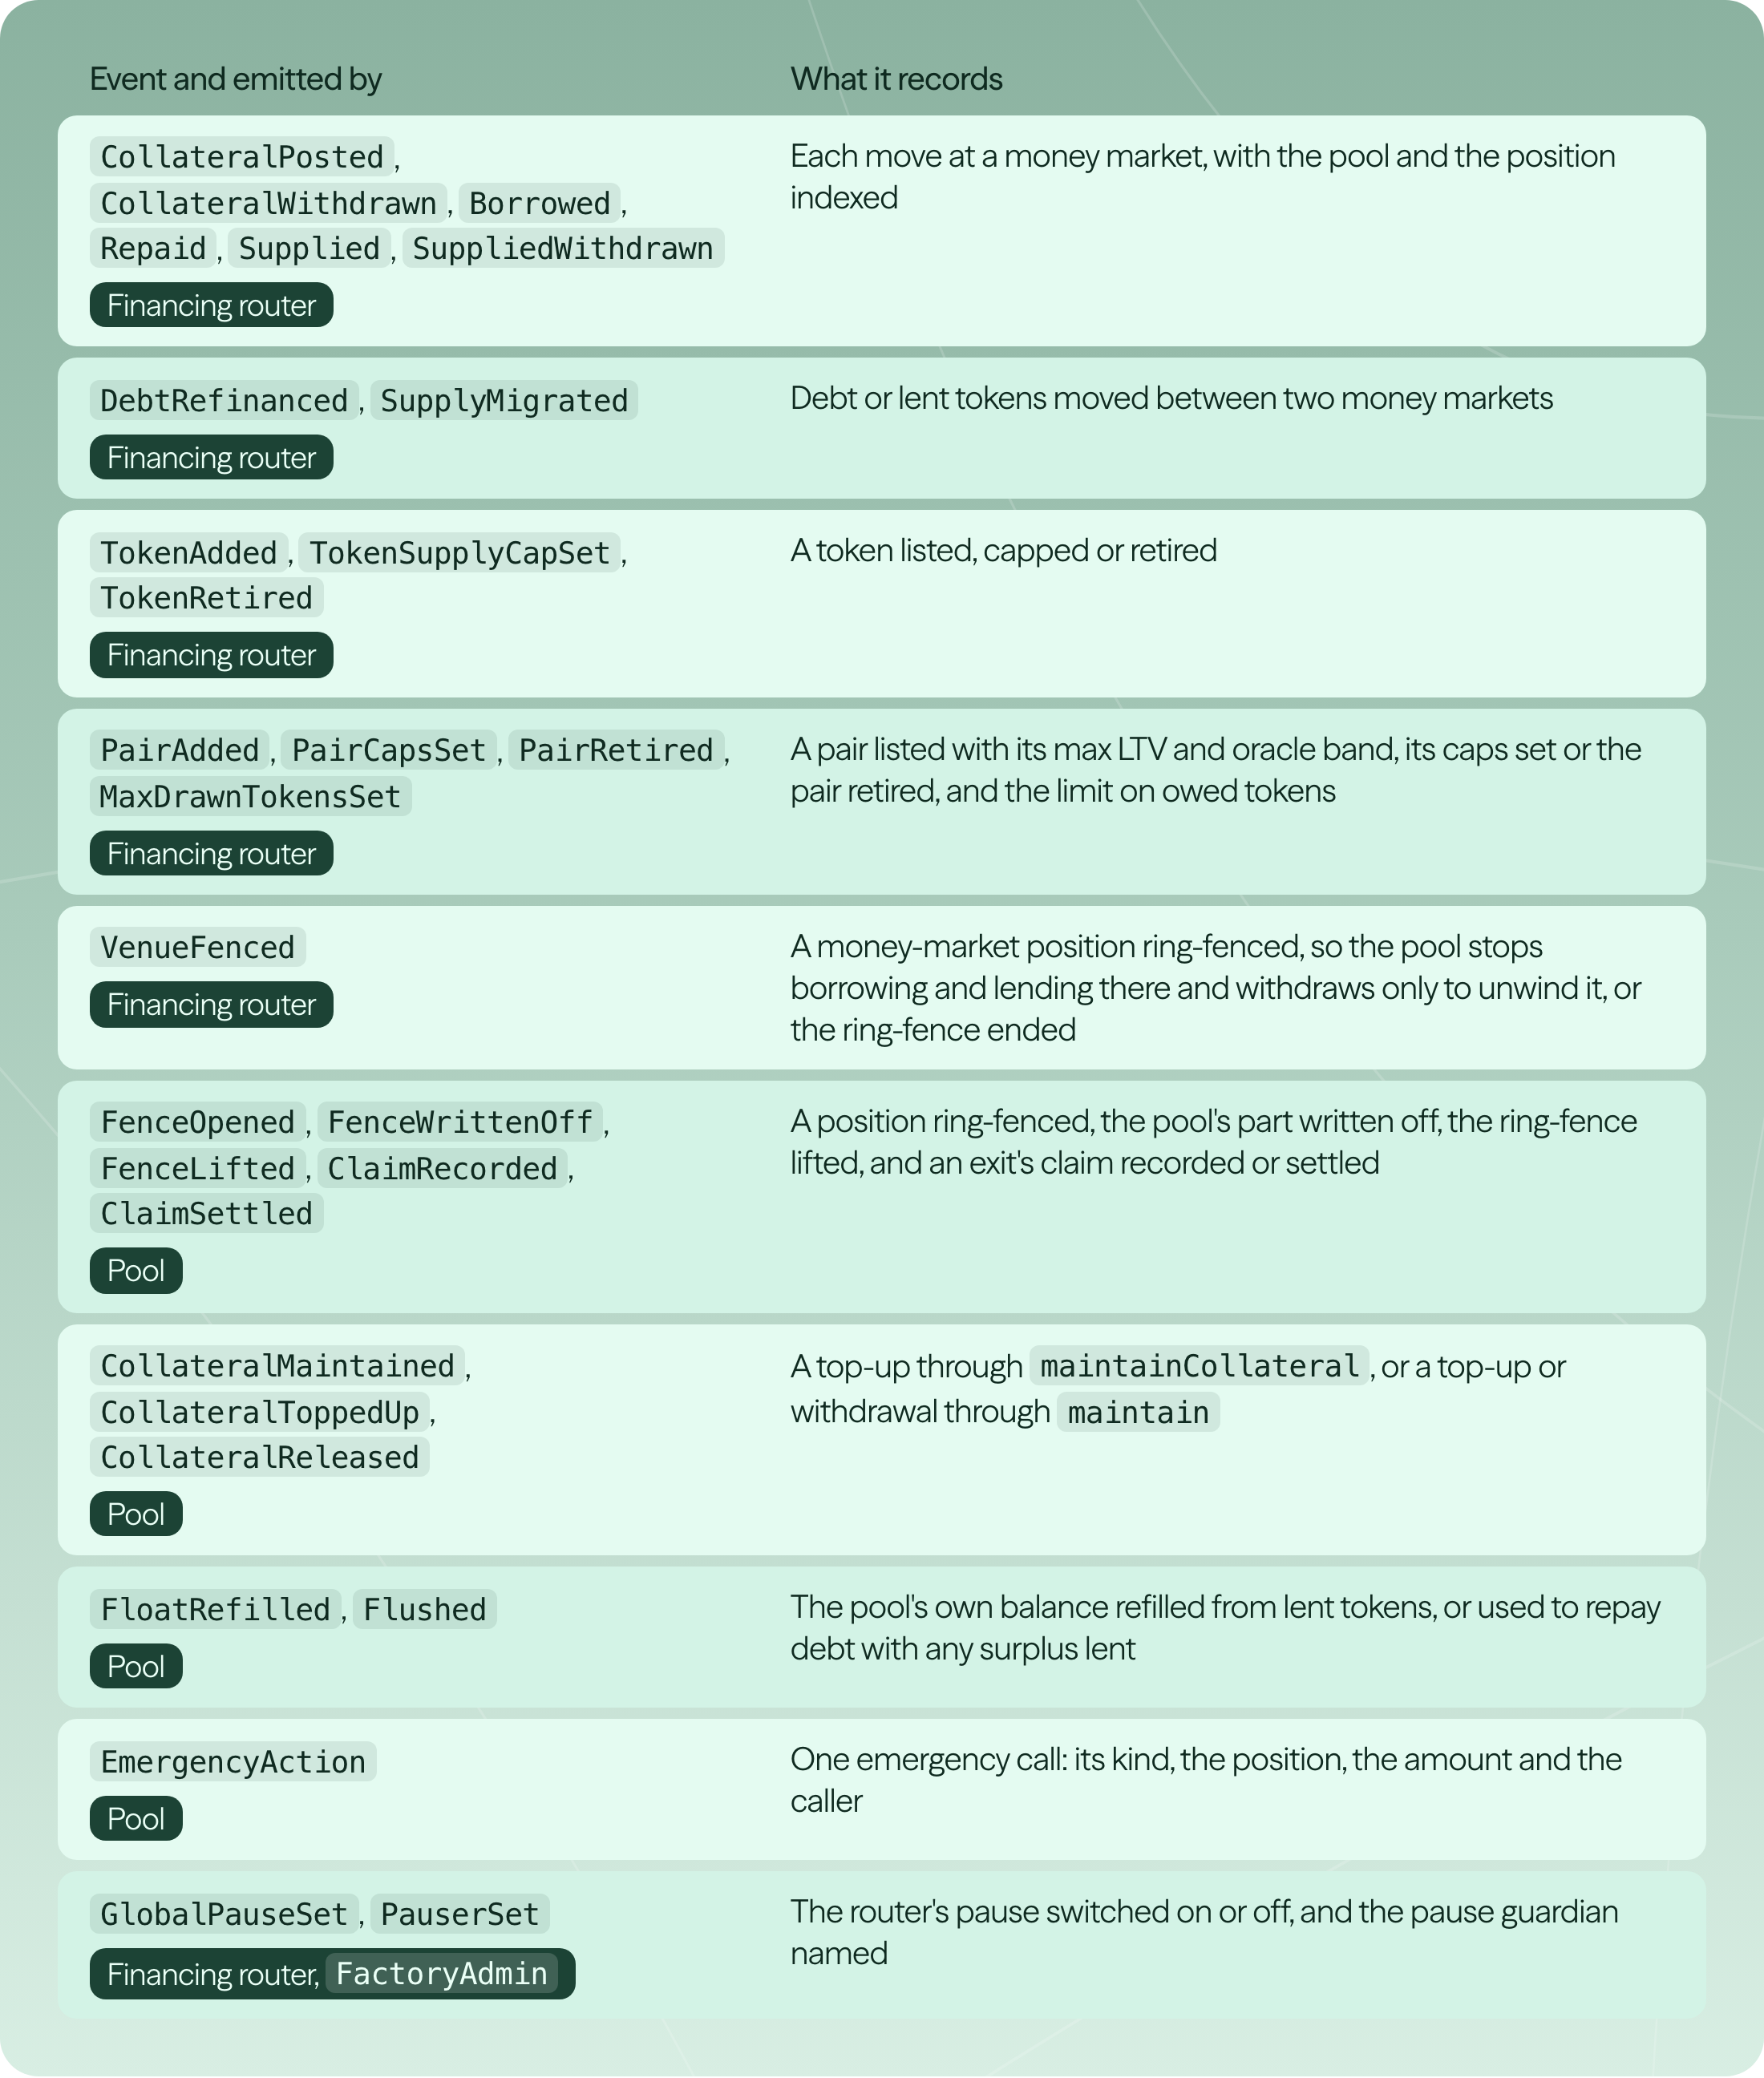 Event and emitted by
What it records
CollateralPosted,
CollateralWithdrawn, Borrowed,
Repaid, Supplied, SuppliedWithdrawn
Financing router
Each move at a money market, with the pool and the position
indexed
DebtRefinanced, SupplyMigrated
Financing router
Debt or lent tokens moved between two money markets
TokenAdded, TokenSupplyCapSet,
TokenRetired
Financing router
A token listed, capped or retired
PairAdded, PairCapsSet, PairRetired,
MaxDrawnTokensSet
Financing router
A pair listed with its max LTV and oracle band, its caps set or the
pair retired, and the limit on owed tokens
VenueFenced
Financing router
A money-market position ring-fenced, so the pool stops
borrowing and lending there and withdraws only to unwind it, or
the ring-fence ended
FenceOpened, FenceWrittenOff,
FenceLifted, ClaimRecorded,
ClaimSettled
Pool
A position ring-fenced, the pool's part written off, the ring-fence
lifted, and an exit's claim recorded or settled
CollateralMaintained,
CollateralToppedUp,
CollateralReleased
Pool
A top-up through maintainCollateral, or a top-up or
withdrawal through maintain
FloatRefilled, Flushed
Pool
The pool's own balance refilled from lent tokens, or used to repay
debt with any surplus lent
EmergencyAction
Pool
One emergency call: its kind, the position, the amount and the
caller
GlobalPauseSet, PauserSet
Financing router, FactoryAdmin
The router's pause switched on or off, and the pause guardian
named